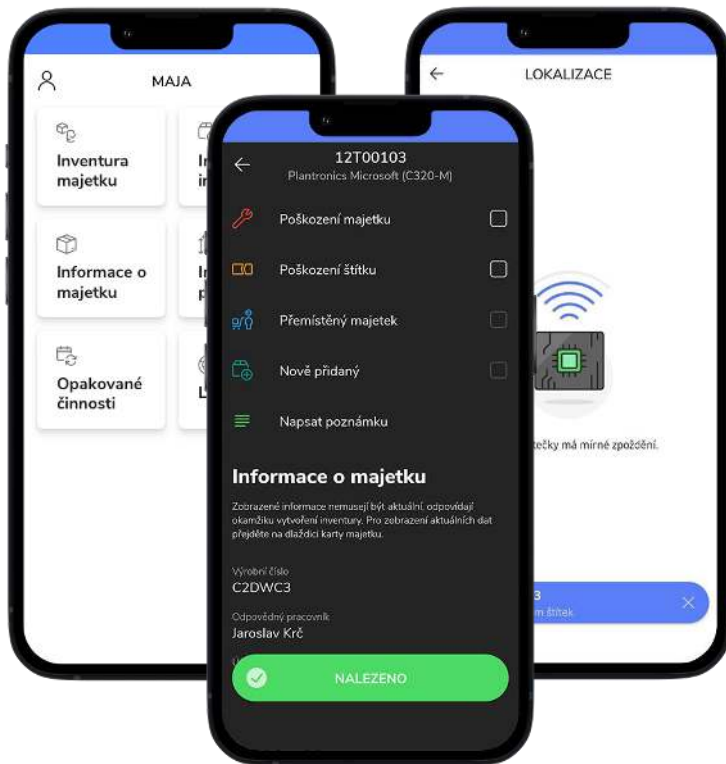 MAJA
Inventura
majetku
Informace o
majetku
Opakované
činnosti
12T00103
Plantronics Microsoft (C320-M)
Poškození majetku
Poškození štítku
Přemístěný majetek
Nově přidaný
Napsat poznámku
Informace o majetku
Zobrazené informace nemusejí být aktuální, odpovídají
okamžiku vytvoření inventury. Pro zobrazení aktuálních dat
přejděte na dlaždici karty majetku.
Výrobní číslo
C2DWC3
Odpovědný pracovník
Jaroslav Krč
NALEZENO
LOKALIZACE
tečky má mírné zpoždění.
3
m štítek